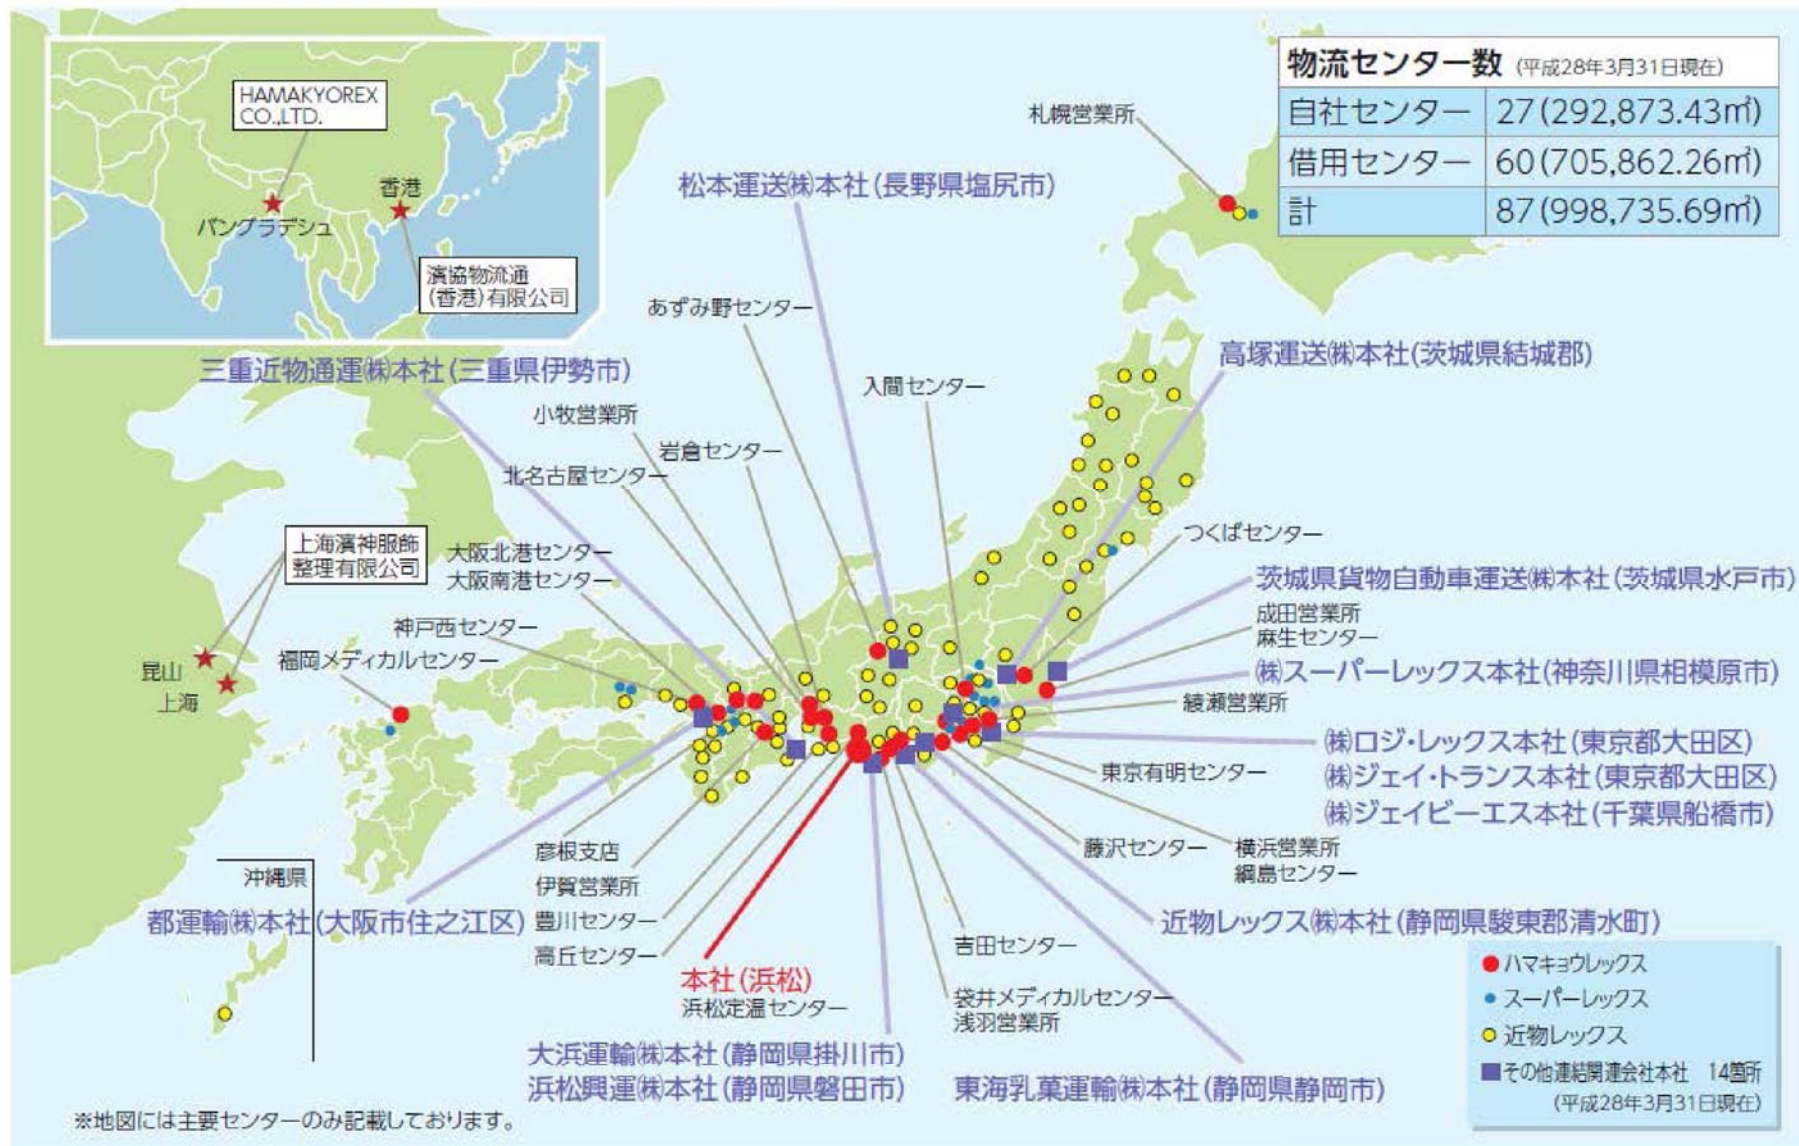 HAMAKYOREX
CO.,LTD.
バングラデシュ
香港
濱協物流通
(香港)有限公司
物流センター数 (平成28年3月31日現在)
自社センター 27(292,873.43㎡)
借用センター 60(705,862.26㎡)
計 87(998,735.69㎡)
札幌営業所
松本運送㈱本社(長野県塩尻市)
あずみ野センター
三重近物通運㈱本社(三重県伊勢市)
高塚運送㈱本社(茨城県結城郡)
入間センター
小牧営業所
岩倉センター
北名古屋センター
上海濱神服飾
整理有限公司
大阪北港センター
大阪南港センター
つくばセンター
茨城県貨物自動車運送㈱本社(茨城県水戸市)
成田営業所
麻生センター
神戸西センター
福岡メディカルセンター
昆山
上海
㈱スーパーレックス本社(神奈川県相模原市)
綾瀬営業所
㈱ロジ・レックス本社(東京都大田区)
㈱ジェイ・トランス本社(東京都大田区)
㈱ジェイビーエス本社(千葉県船橋市)
東京有明センター
藤沢センター
横浜営業所
綱島センター
彦根支店
伊賀営業所
豊川センター
高丘センター
沖縄県
都運輸㈱本社(大阪市住之江区)
近物レックス㈱本社(静岡県駿東郡清水町)
吉田センター
本社(浜松)
浜松定温センター
袋井メディカルセンター
浅羽営業所
大浜運輸㈱本社(静岡県掛川市)
浜松興運㈱本社(静岡県磐田市)
東海乳菓運輸㈱本社(静岡県静岡市)
ハマキョウレックス
スーパーレックス
近物レックス
その他連結関連会社本社 14箇所
(平成28年3月31日現在)
※地図には主要センターのみ記載しております。